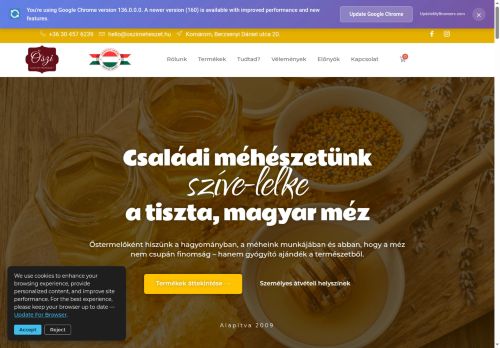 You're using Google Chrome version 136.0.0.0. A newer version (160) is available with improved performance and new
features.
Update Google Chrome
UpdateMyBrowsers.com
+36 30 457 6239
hello@oszimeheszet.hu
Komárom, Berzsenyi Dániel utca 20.
Őszi
Rólunk
Termékek
Tudtad?
Vélemények
Előnyök
Kapcsolat
0
Családi méhészetünk
szíve-lelke
a tiszta, magyar méz
Őstermelőként hiszünk a hagyományban, a méheink munkájában és abban, hogy a méz
nem csupán finomság – hanem gyógyító ajándék a természetből.
Termékek áttekintése →
Személyes átvételi helyszínek
Alapítva 2009
We use cookies to enhance your
browsing experience, provide
personalized content, and improve site
performance. For the best experience,
please keep your browser up to date —
Update For Browser.
Accept
Reject